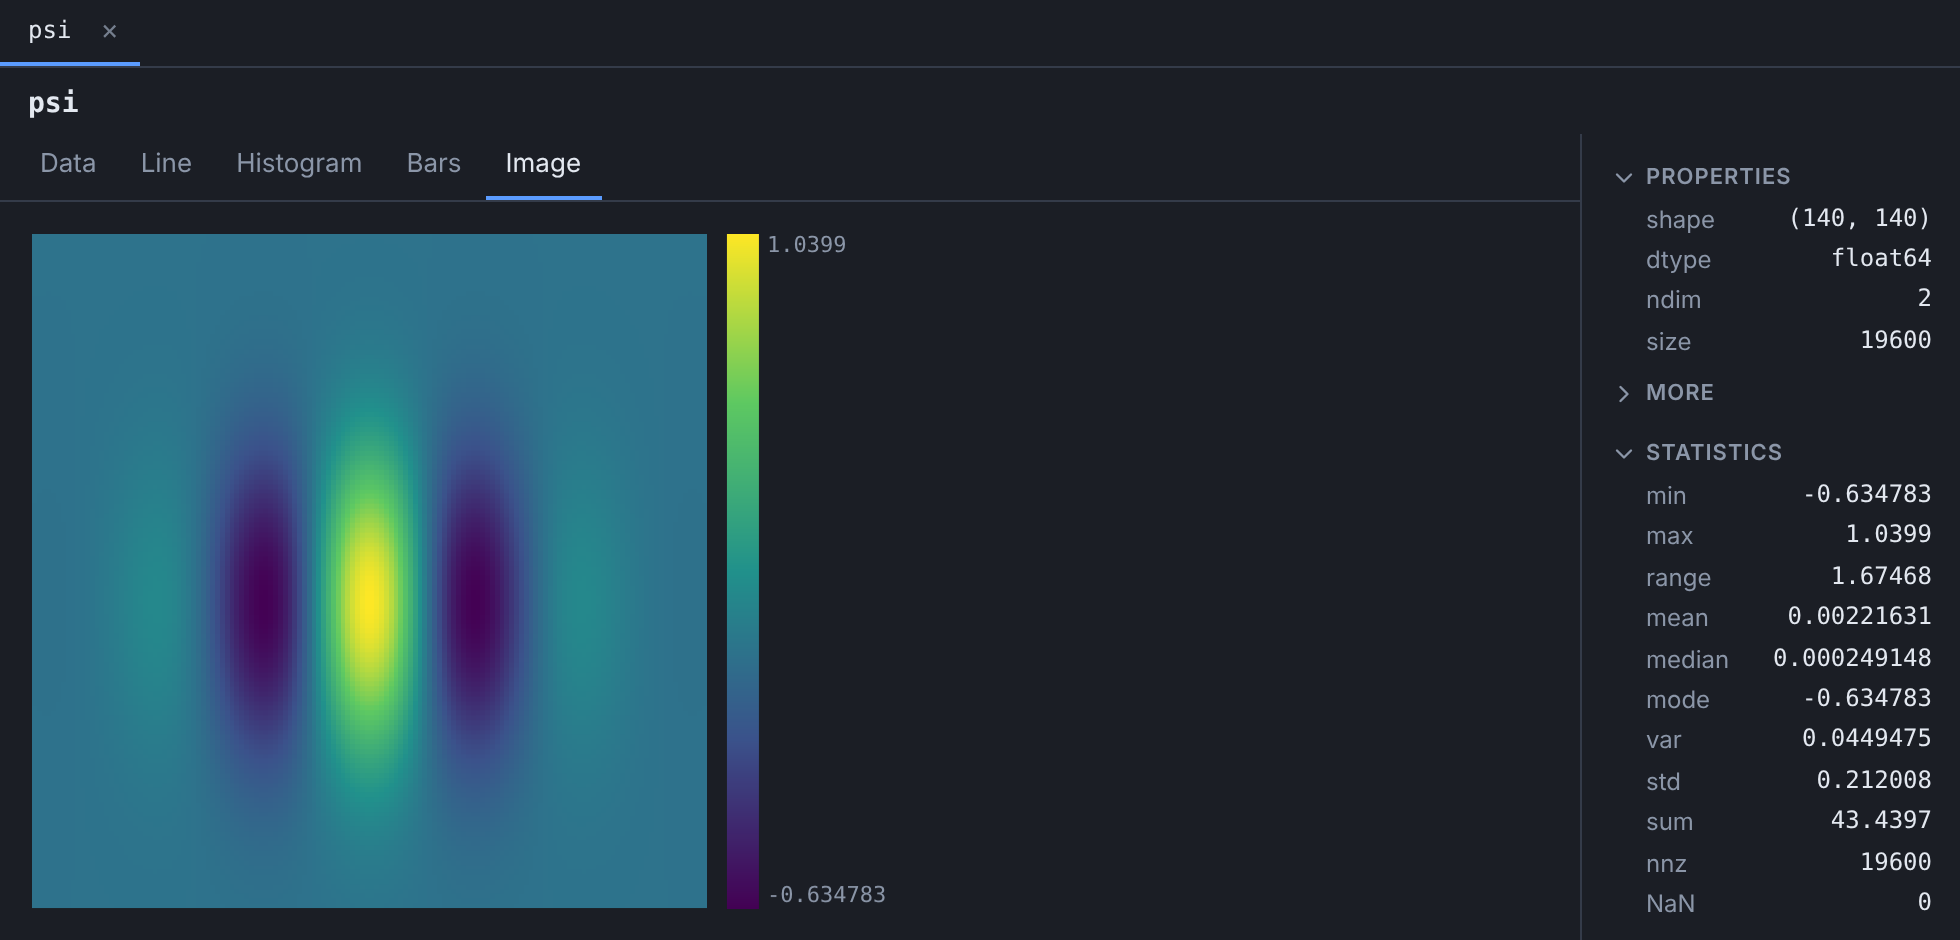 psi ×
psi
Data Line Histogram Bars Image
1.0399
-0.634783
PROPERTIES
shape (140, 140)
dtype float64
ndim 2
size 19600
MORE
STATISTICS
min -0.634783
max 1.0399
range 1.67468
mean 0.00221631
median 0.000249148
mode -0.634783
var 0.0449475
std 0.212008
sum 43.4397
nnz 19600
NaN 0